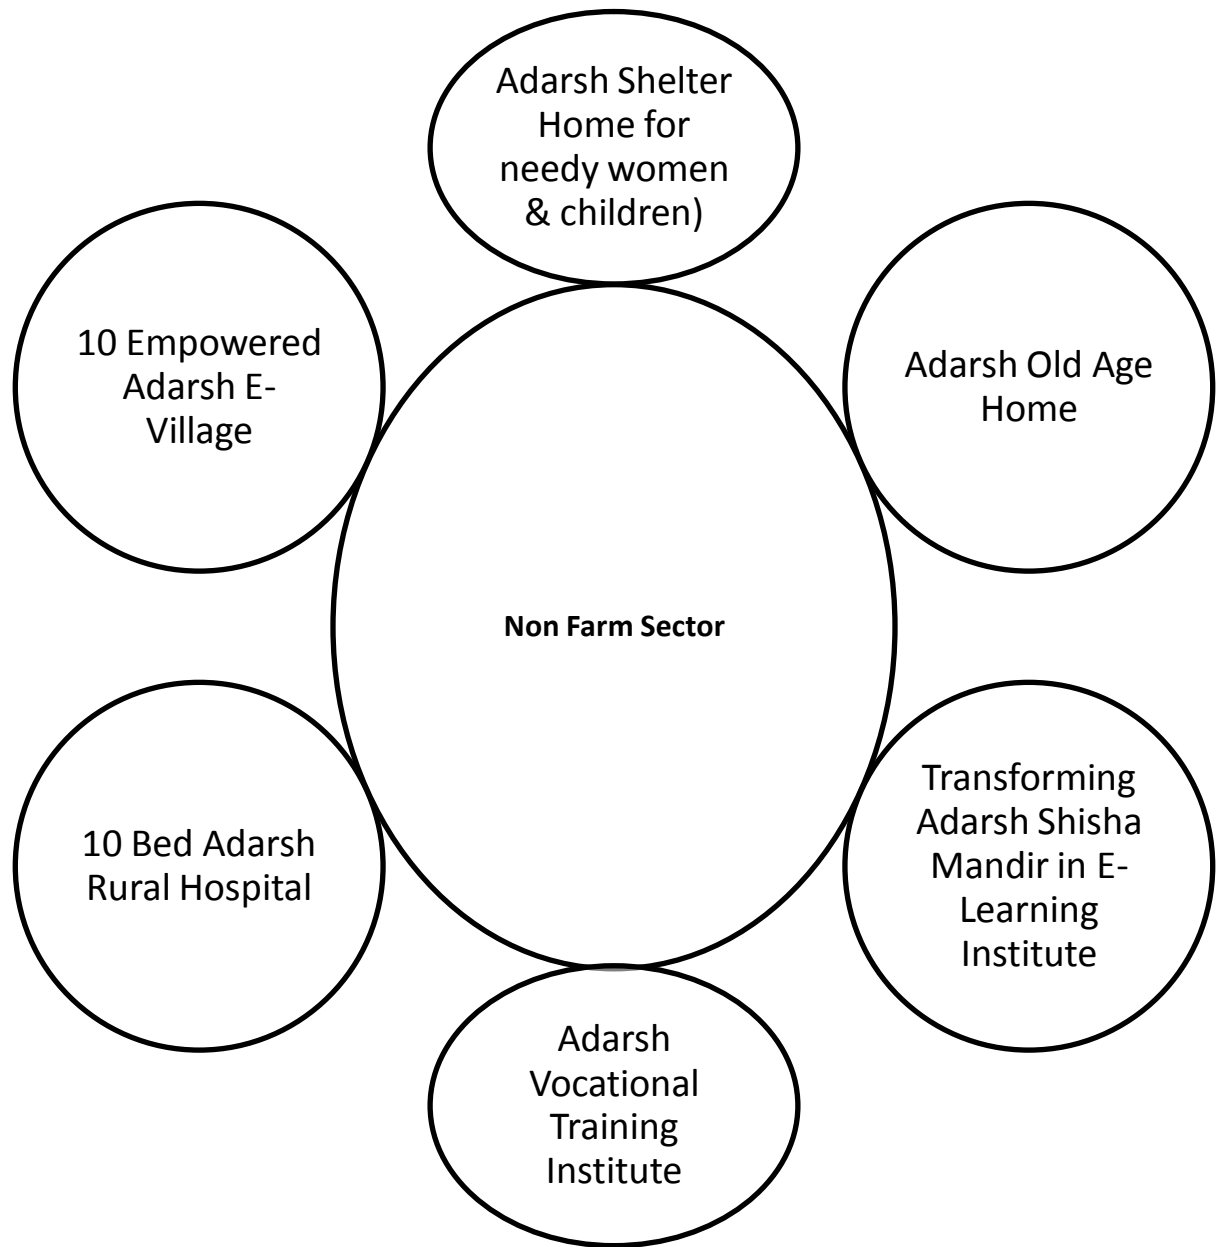 Adarsh Shelter
Home for
needy women
& children)
10 Empowered
Adarsh E-
Village
Adarsh Old Age
Home
Non Farm Sector
10 Bed Adarsh
Rural Hospital
Transforming
Adarsh Shisha
Mandir in E-
Learning
Institute
Adarsh
Vocational
Training
Institute